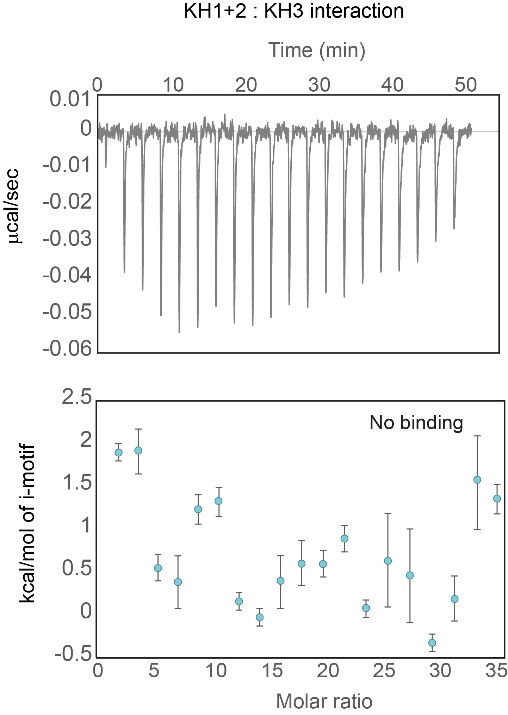 KH1+2 : KH3 interaction
Time (min)
0 10 20 30 40 50
0.01
0
-0.01
-0.02
-0.03
-0.04
-0.05
-0.06
µcal/sec
2.5
2
1.5
1
0.5
0
-0.5
kcal/mol of i-motif
No binding
0 5 10 15 20 25 30 35
Molar ratio